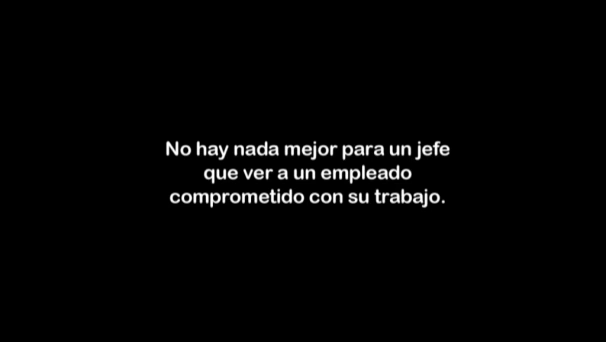 No hay nada mejor para un jefe
que ver a un empleado
comprometido con su trabajo.